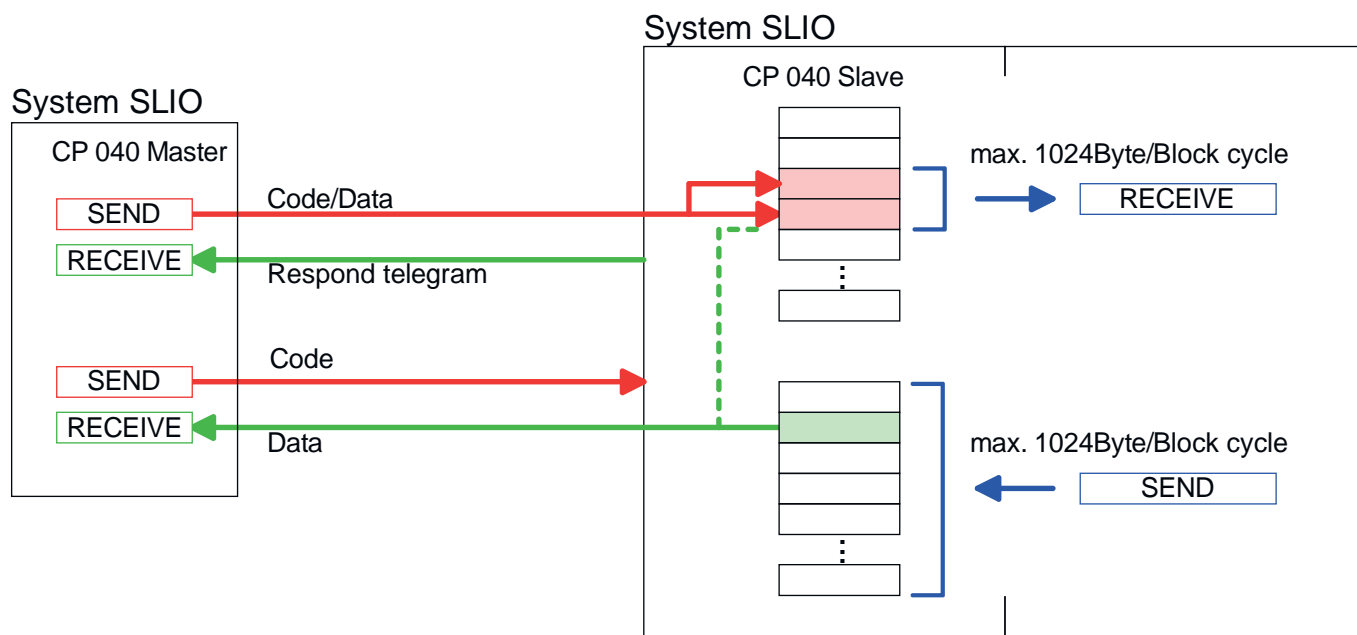 System SLIO
CP 040 Slave
System SLIO
CP 040 Master
max. 1024Byte/Block cycle
Code/Data
SEND
RECEIVE
RECEIVE
Respond telegram
Code
SEND
RECEIVE
Data
max. 1024Byte/Block cycle
SEND